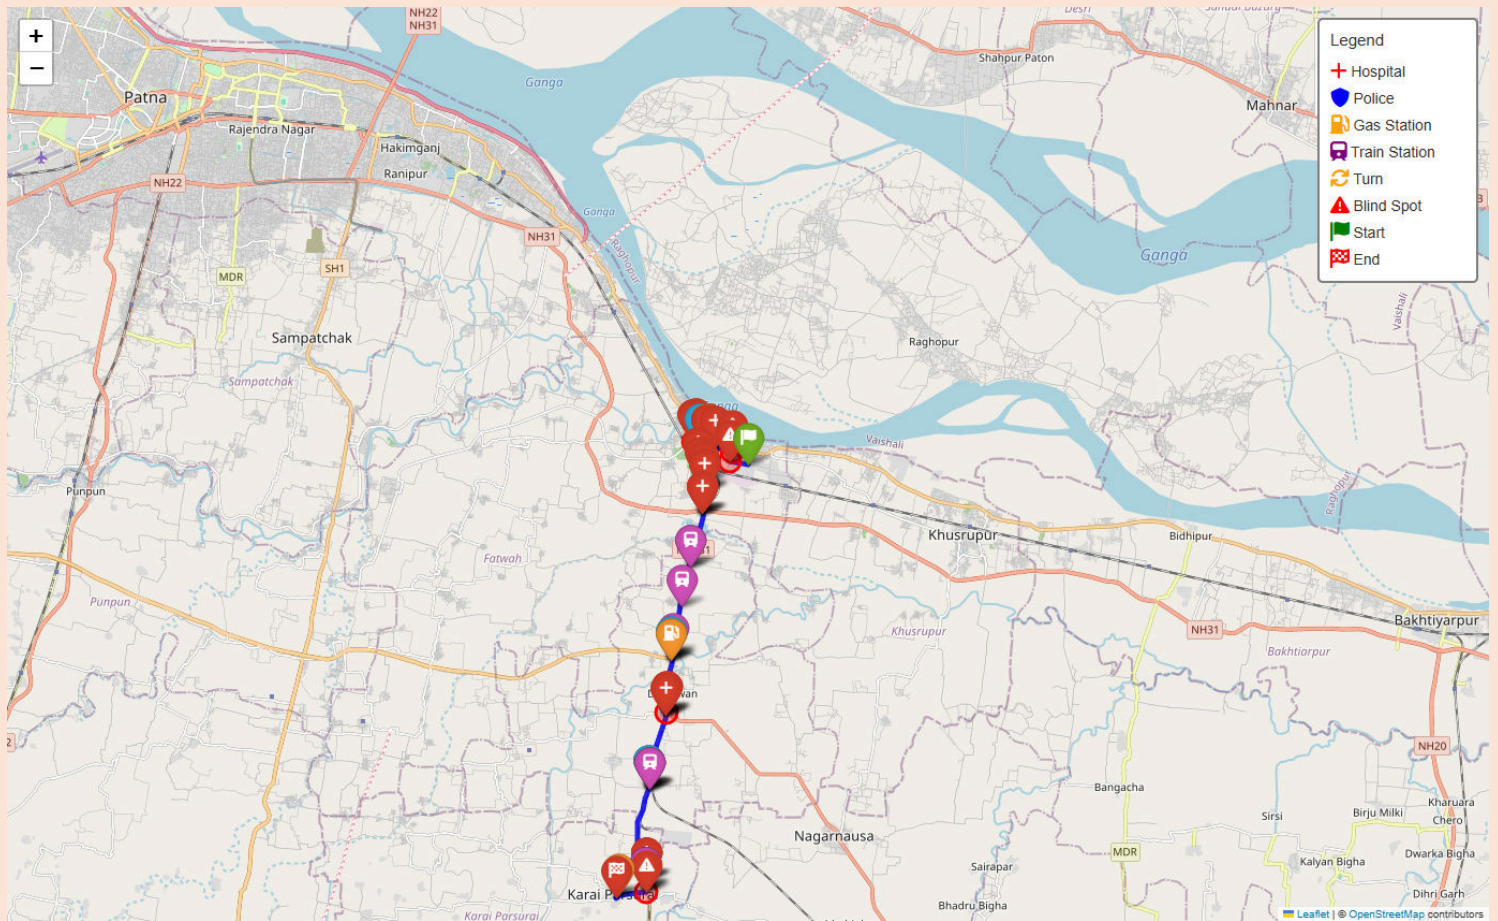 NH22
NH31
Desri
+
Legend
−
Shahpur Paton
Hospital
Ganga
Police
Patna
Mahnar
Gas Station
Rajendra Nagar
Hakimganj
Train Station
Ranipur
Turn
NH22
Blind Spot
Ganga
Start
NH31
Raghopur
Ganga
End
SH1
MDR
Vaishali
Sampatchak
Raghopur
Sampatchak
Vaishali
Punpun
Raghopur
Khusrupur
Bidhipur
Fatwah
Punpun
Khusrupur
NH31
Bakhtiyarpur
Bakhtiarpur
2
NH20
Bangacha
Kharuara
Chero
Birju Milki
Sirsi
Nagarnausa
MDR
Dwarka Bigha
Kalyan Bigha
Sairapar
Karai
Dihri Garh
Bhadru Bigha
Karai Parsurai
Leaflet | © OpenStreetMap contributors